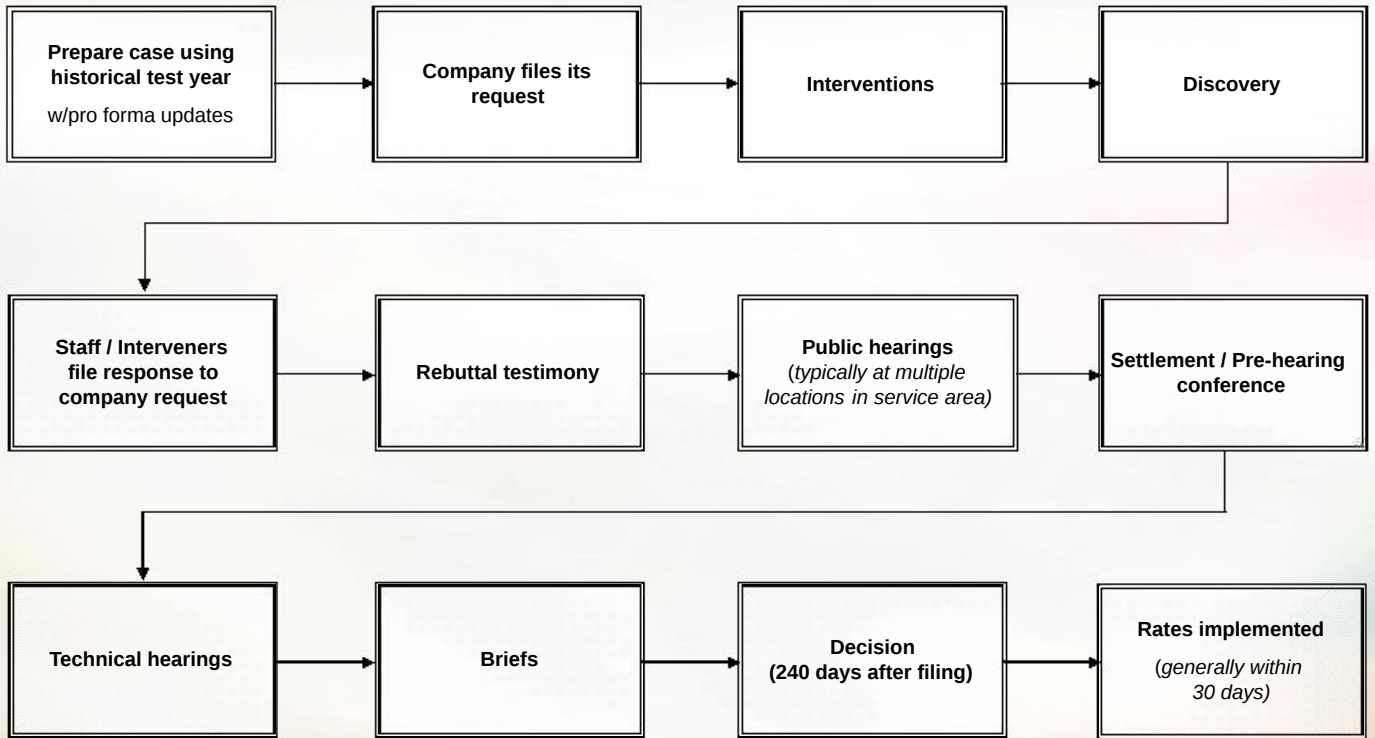 Prepare case using
historical test year
w/pro forma updates
Company files its
request
Interventions
Discovery
Staff / Interveners
file response to
company request
Rebuttal testimony
Public hearings
(typically at multiple
locations in service area)
Settlement / Pre-hearing
conference
Technical hearings
Briefs
Decision
(240 days after filing)
Rates implemented
(generally within
30 days)